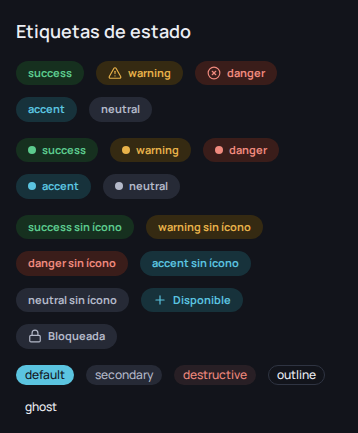 Etiquetas de estado
success warning danger
accent neutral
success warning danger
accent neutral
success sin ícono warning sin ícono
danger sin ícono accent sin ícono
neutral sin ícono Disponible
Bloqueada
default secondary destructive outline
ghost